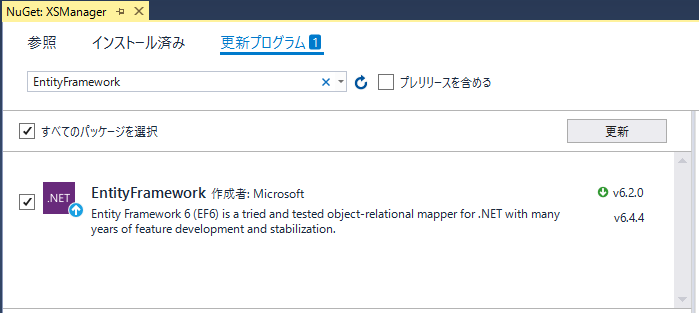 NuGet: XSManager
参照 インストール済み 更新プログラム 1
EntityFramework プレリリースを含める
すべてのパッケージを選択 更新
.NET EntityFramework 作成者: Microsoft v6.2.0
Entity Framework 6 (EF6) is a tried and tested object-relational mapper for .NET with many v6.4.4
years of feature development and stabilization.